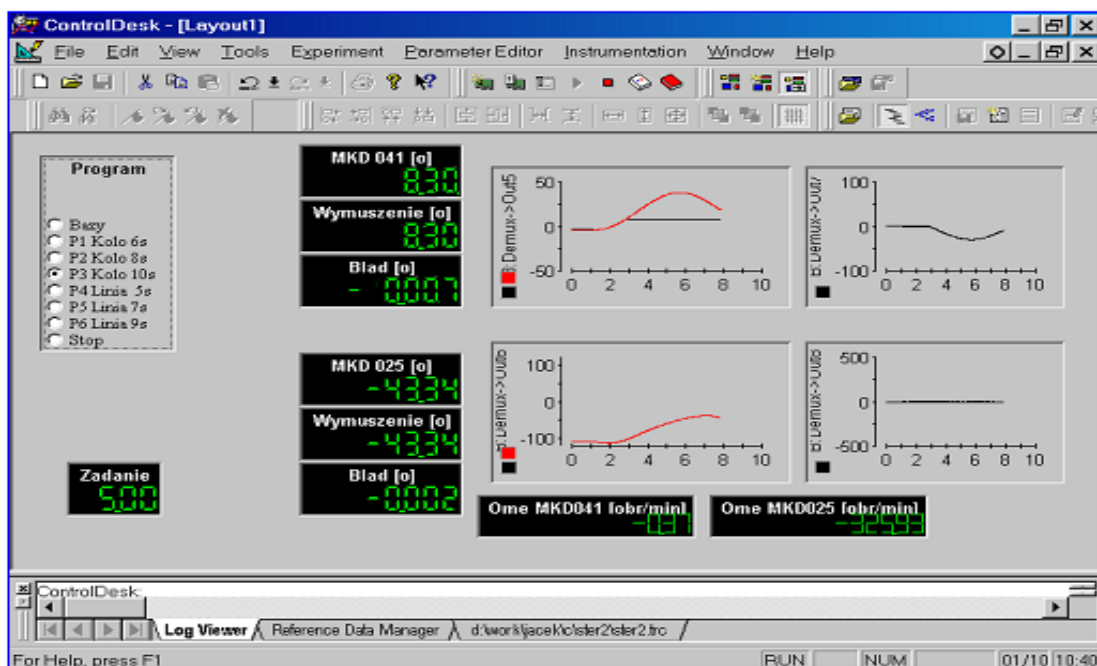 ControlDesk - [Layout1]
File Edit View Tools Experiment Parameter Editor Instrumentation Window Help
Program
Bazy
P1 Kolo 6s
P2 Kolo 8s
P3 Kolo 10s
P4 Linia 5s
P5 Linia 7s
P6 Linia 9s
Stop
Zadanie
5,00
MKD 041 [o]
8,30
Wymuszenie [o]
8,30
Blad [o]
- 0,007
MKD 025 [o]
-43,34
Wymuszenie [o]
-43,34
Blad [o]
-0,002
50
0
-50
0 2 4 6 8 10
100
0
-100
0 2 4 6 8 10
100
0
-100
0 2 4 6 8 10
500
0
-500
0 2 4 6 8 10
Ome MKD041 [obr/min]
-0,37
Ome MKD025 [obr/min]
-325,93
ControlDesk:
Log Viewer Reference Data Manager
For Help, press F1
RUN NUM 01/10 10:40